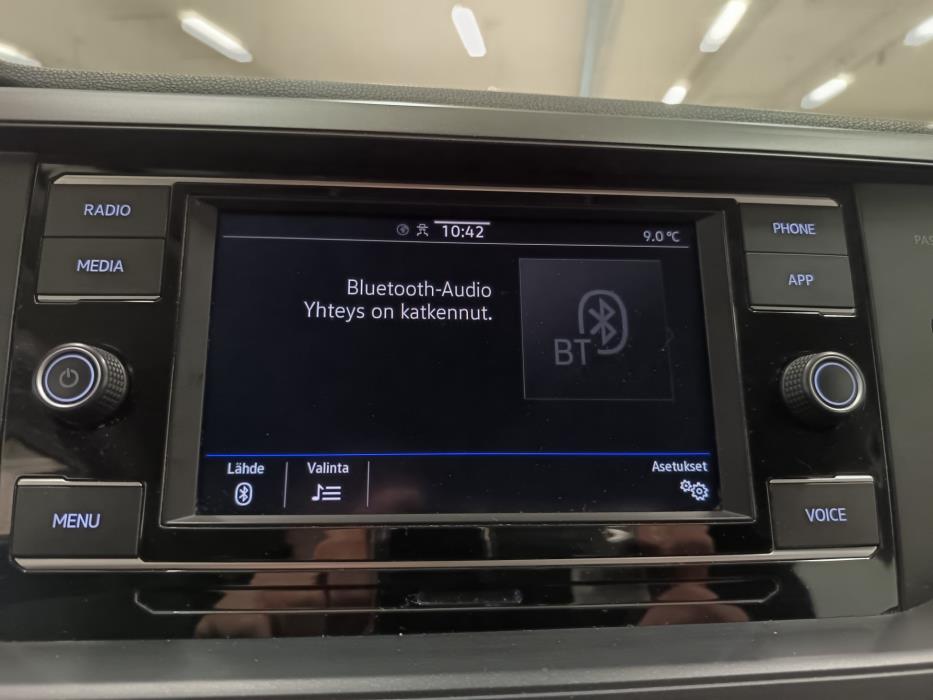 RADIO
MEDIA
MENU
10:42
9.0 °C
Bluetooth-Audio
Yhteys on katkennut.
BT
Lähde
Valinta
Asetukset
PHONE
APP
VOICE
PAS